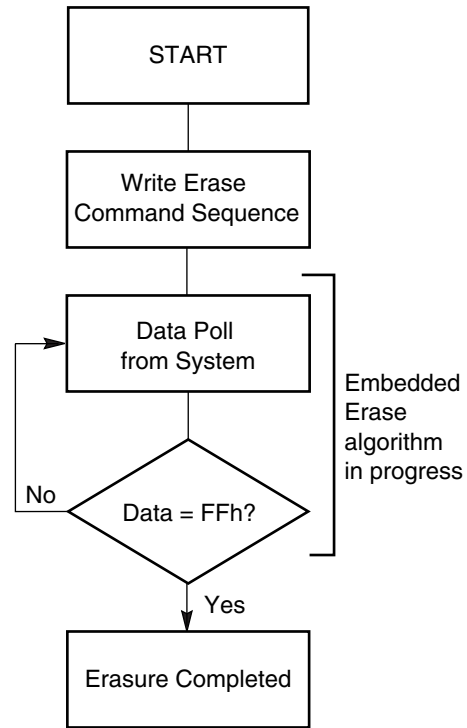 START
Write Erase
Command Sequence
Data Poll
from System
Embedded
Erase
algorithm
in progress
No
Data = FFh?
Yes
Erasure Completed